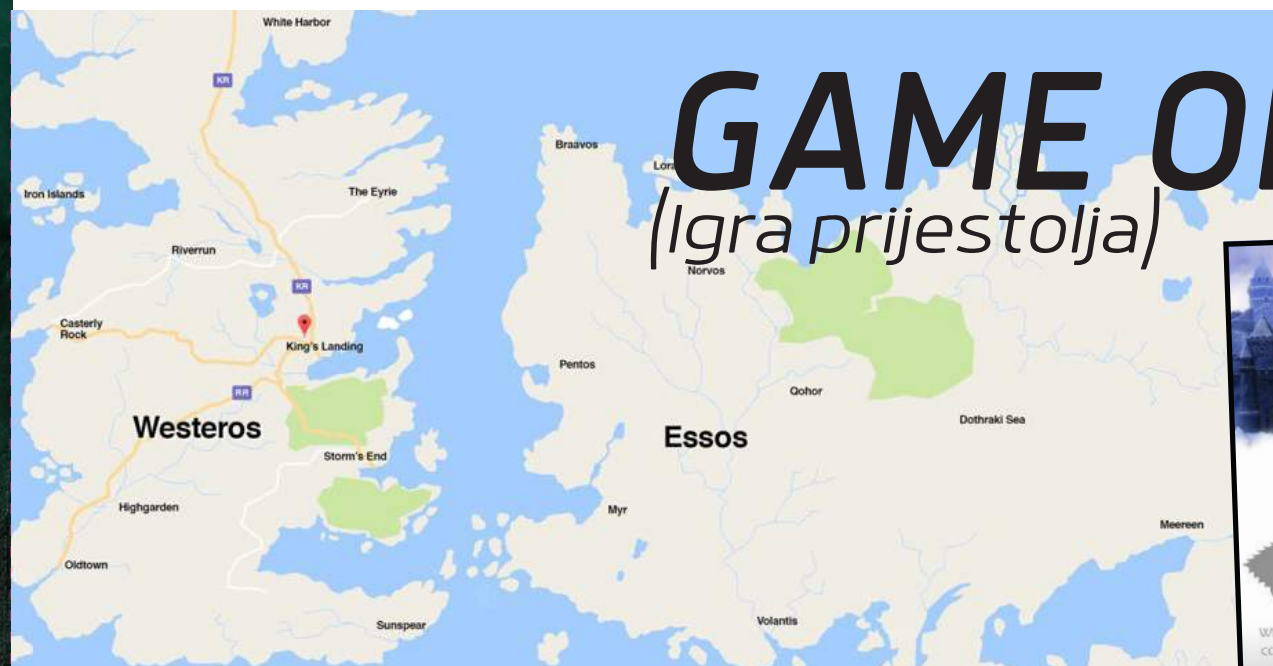 White Harbor
KR
GAME O
(Igra prijestolja)
Braavos
Iron Islands
The Eyrie
Riverrun
Norvos
KR
Casterly
Rock
King's Landing
Pentos
RR
Qohor
Westeros
Essos
Dothraki Sea
Storm's End
Highgarden
Myr
Meereen
Oldtown
Sunspear
Volantis